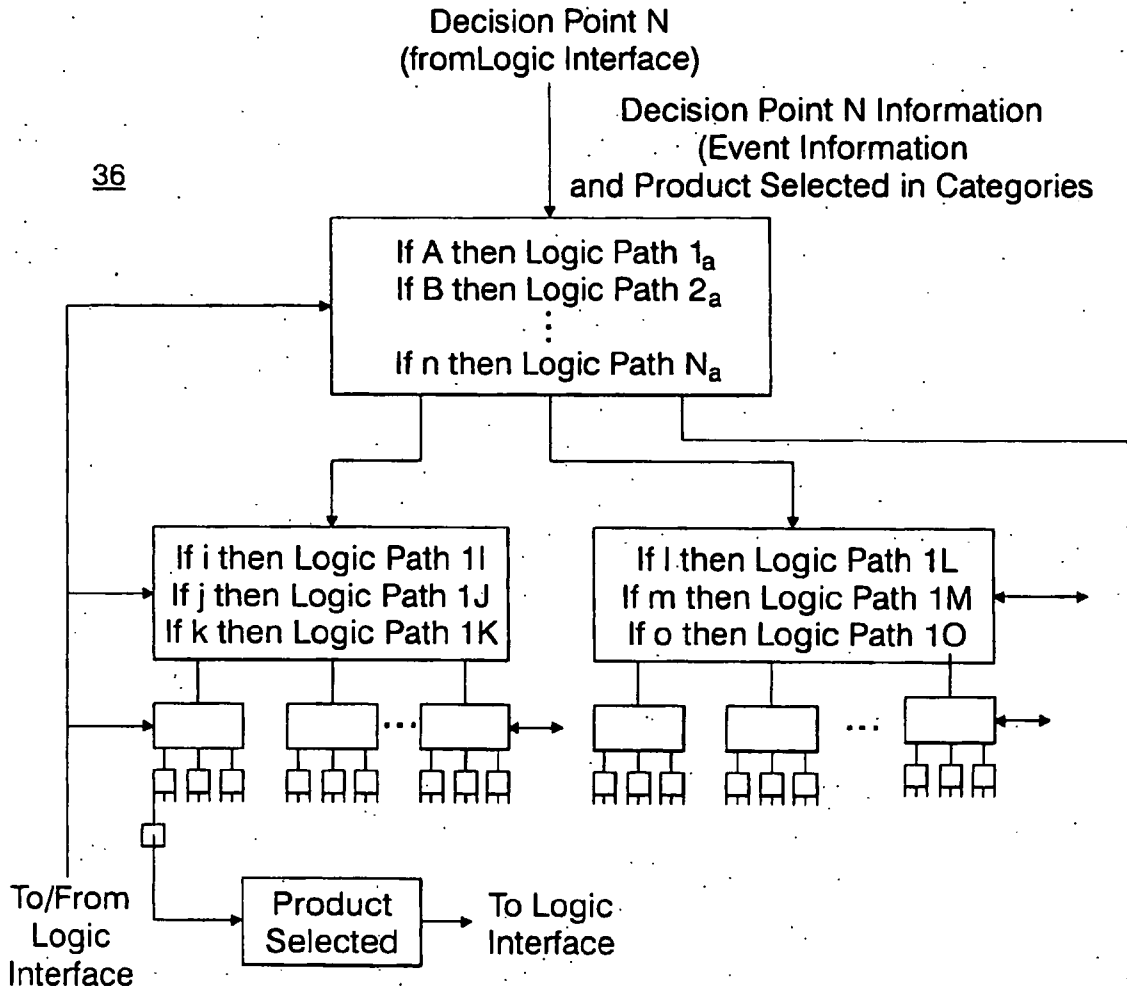 Decision Point N
(fromLogic Interface)
Decision Point N Information
(Event Information
and Product Selected in Categories
36
If A then Logic Path 1a
If B then Logic Path 2a
⋮
If n then Logic Path Na
If i then Logic Path 1I
If j then Logic Path 1J
If k then Logic Path 1K
If l then Logic Path 1L
If m then Logic Path 1M
If o then Logic Path 1O
...
...
To/From
Logic
Interface
Product
Selected
To Logic
Interface